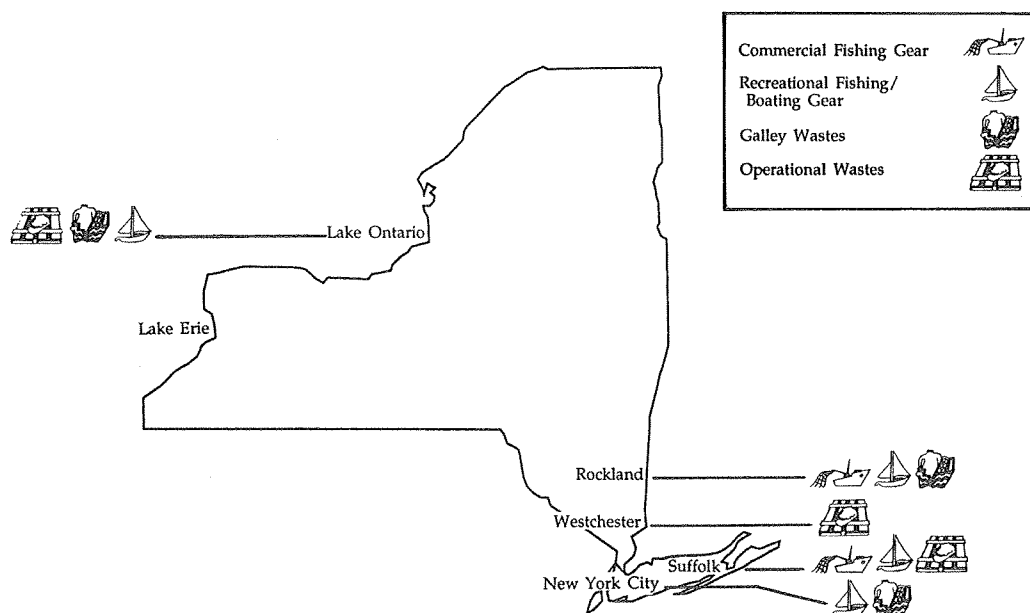 Commercial Fishing Gear
Recreational Fishing/
Boating Gear
Galley Wastes
Operational Wastes
Lake Ontario
Lake Erie
Rockland
Westchester
Suffolk
New York City